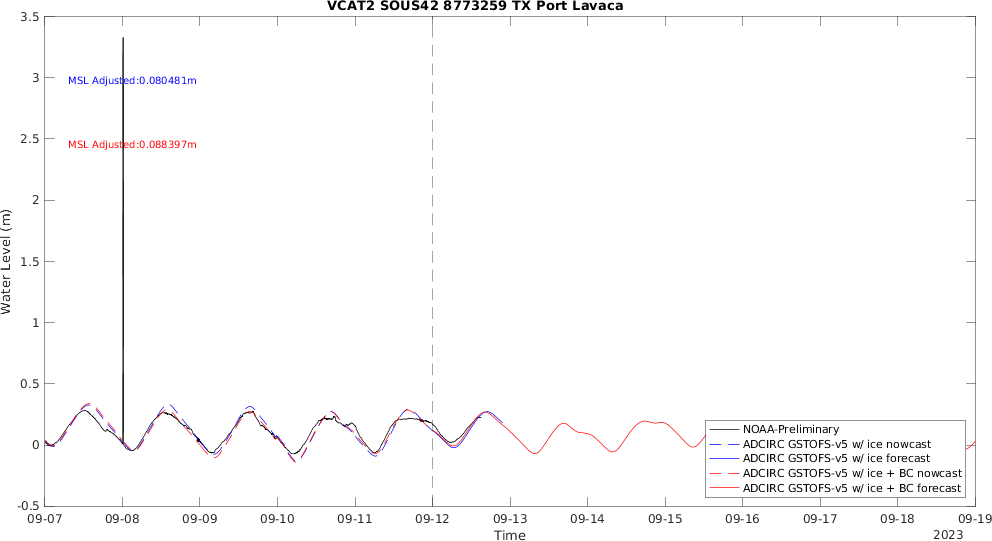 VCAT2 SOUS42 8773259 TX Port Lavaca
3.5
3
2.5
2
1.5
1
0.5
0
-0.5
Water Level (m)
MSL Adjusted:0.080481m
MSL Adjusted:0.088397m
NOAA-Preliminary
ADCIRC GSTOFS-v5 w/ ice nowcast
ADCIRC GSTOFS-v5 w/ ice forecast
ADCIRC GSTOFS-v5 w/ ice + BC nowcast
ADCIRC GSTOFS-v5 w/ ice + BC forecast
09-07 09-08 09-09 09-10 09-11 09-12 09-13 09-14 09-15 09-16 09-17 09-18 09-19
Time
2023